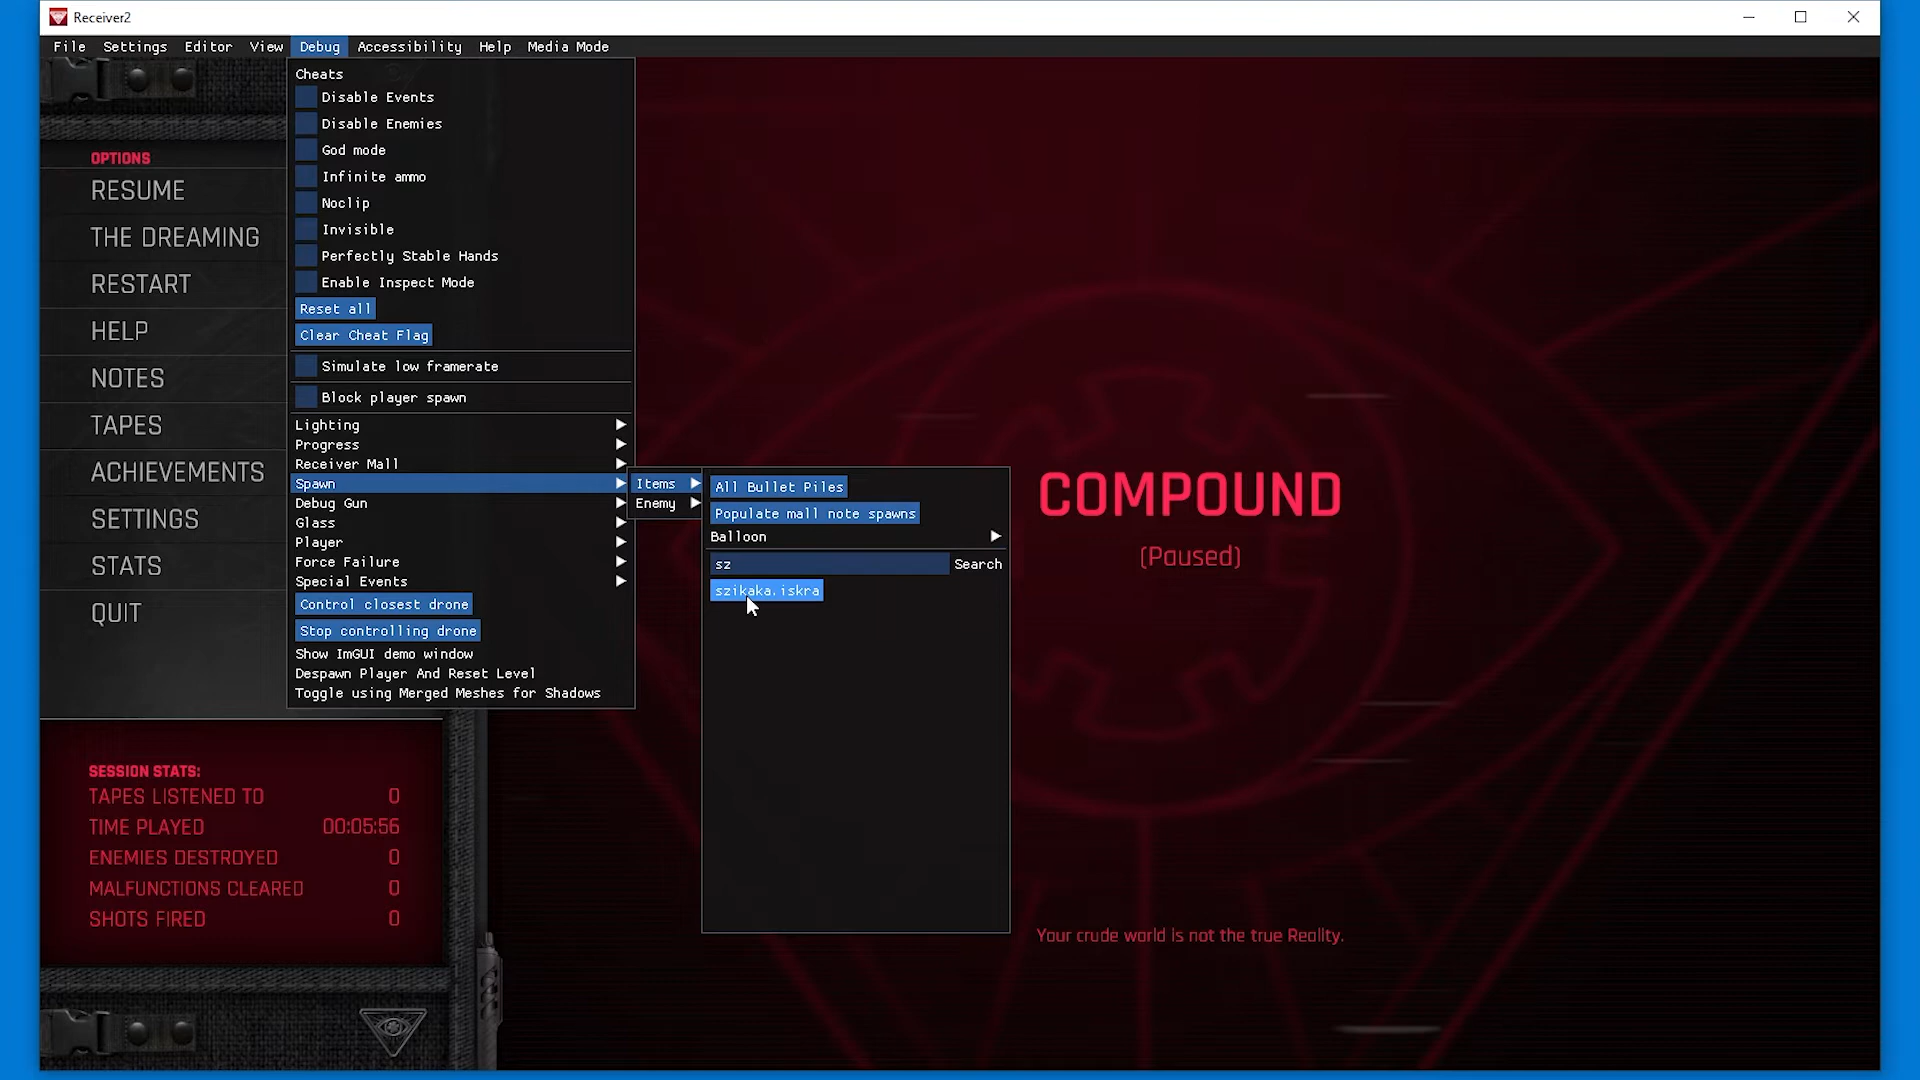 Receiver2
File Settings Editor View Debug Accessibility Help Media Mode
Cheats
Disable Events
Disable Enemies
God mode
Infinite ammo
Noclip
Invisible
Perfectly Stable Hands
Enable Inspect Mode
Reset all
Clear Cheat Flag
Simulate low framerate
Block player spawn
Lighting
Progress
Receiver Mall
Spawn
Debug Gun
Glass
Player
Force Failure
Special Events
Control closest drone
Stop controlling drone
Show ImGUI demo window
Despawn Player And Reset Level
Toggle using Merged Meshes for Shadows
Items
Enemy
All Bullet Piles
Populate mall note spawns
Balloon
sz Search
szikaka.iskra
OPTIONS
RESUME
THE DREAMING
RESTART
HELP
NOTES
TAPES
ACHIEVEMENTS
SETTINGS
STATS
QUIT
SESSION STATS:
TAPES LISTENED TO 0
TIME PLAYED 00:05:56
ENEMIES DESTROYED 0
MALFUNCTIONS CLEARED 0
SHOTS FIRED 0
COMPOUND
(Paused)
Your crude world is not the true Reality.